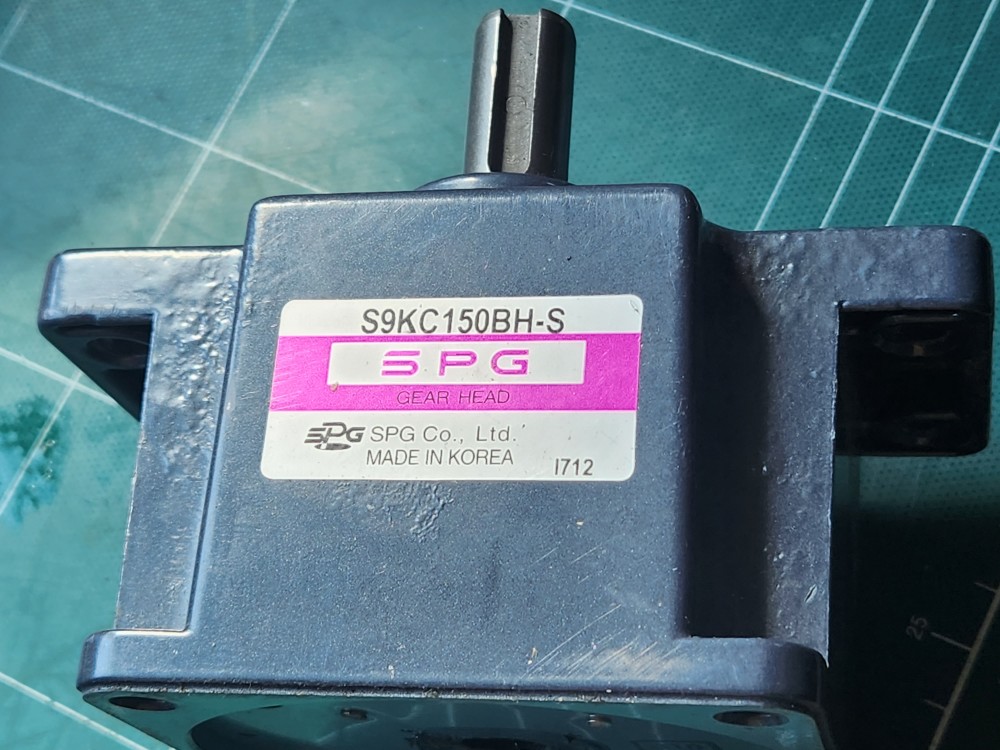 S9KC150BH-S
SPG
GEAR HEAD
SPG SPG Co., Ltd.
MADE IN KOREA
I712
25